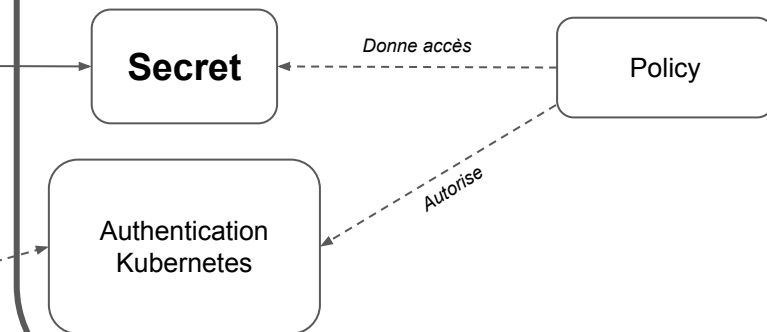 Donne accès
Secret
Policy
Autorise
Authentication
Kubernetes